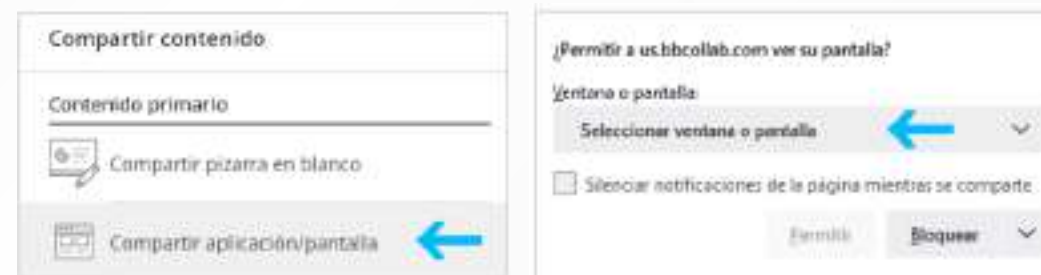 Compartir contenido
Contenido primario
Compartir pizarra en blanco
Compartir aplicación/pantalla
¿Permitir a us.bbcollab.com ver su pantalla?
Ventana o pantalla:
Seleccionar ventana o pantalla
Silenciar notificaciones de la página mientras se comparte
Permitir
Bloquear